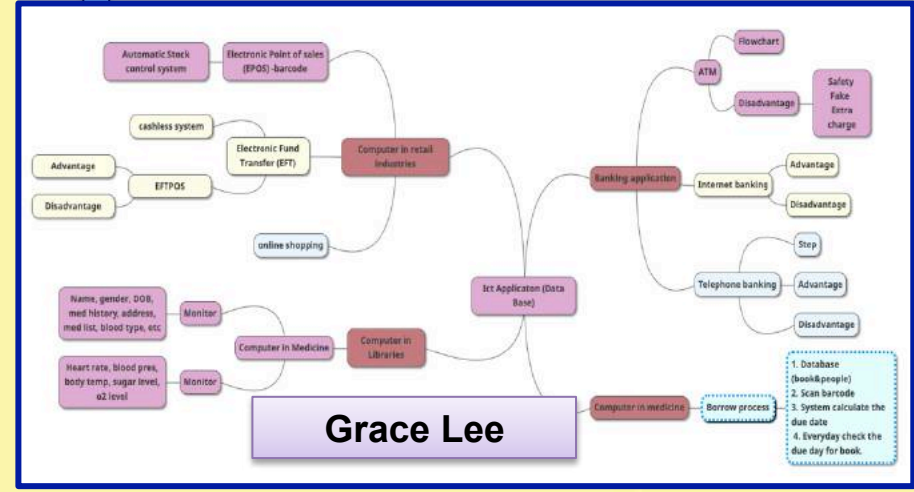 Automatic Stock
control system
Electronic Point of sales
(EPOS) -barcode
cashless system
Electronic Fund
Transfer (EFT)
Advantage
EFTPOS
Disadvantage
Computer in retail
industries
online shopping
Name, gender, DOB,
med history, address,
med list, blood type, etc
Monitor
Heart rate, blood pres,
body temp, sugar level,
o2 level
Monitor
Computer in Medicine
Computer in
Libraries
Ict Applicaton (Data
Base)
Banking application
ATM
Flowchart
Disadvantage
Safety
Fake
Extra
charge
Internet banking
Advantage
Disadvantage
Telephone banking
Step
Advantage
Disadvantage
Computer in medicine
Borrow process
1. Database
(book&people)
2. Scan barcode
3. System calculate the
due date
4. Everyday check the
due day for book.
Grace Lee